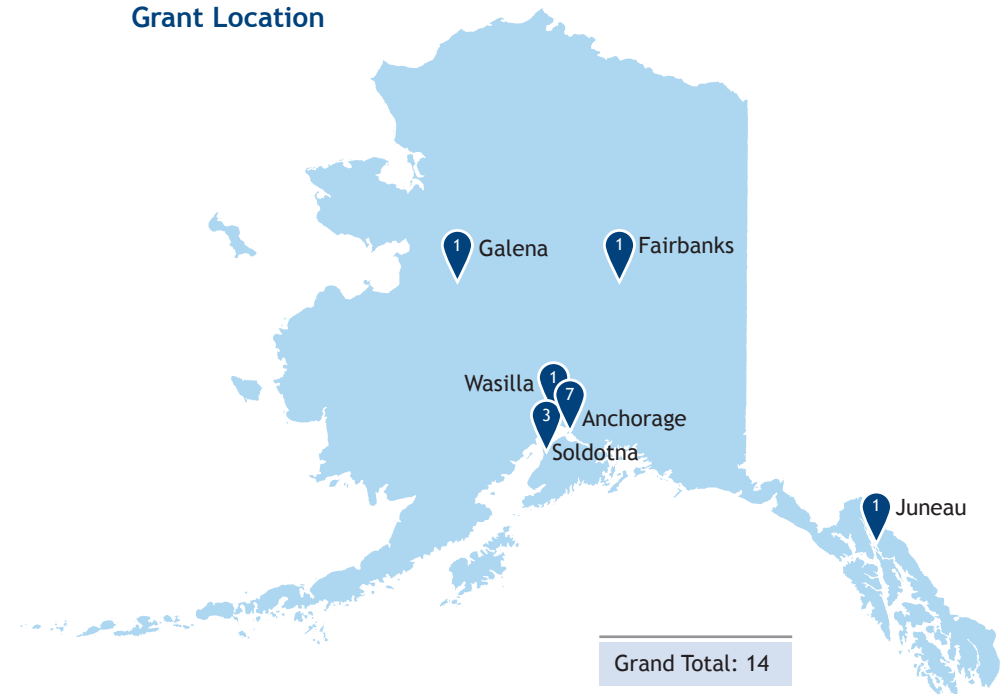 Grant Location
1 Galena
1 Fairbanks
Wasilla 1
7 Anchorage
3 Soldotna
1 Juneau
Grand Total: 14